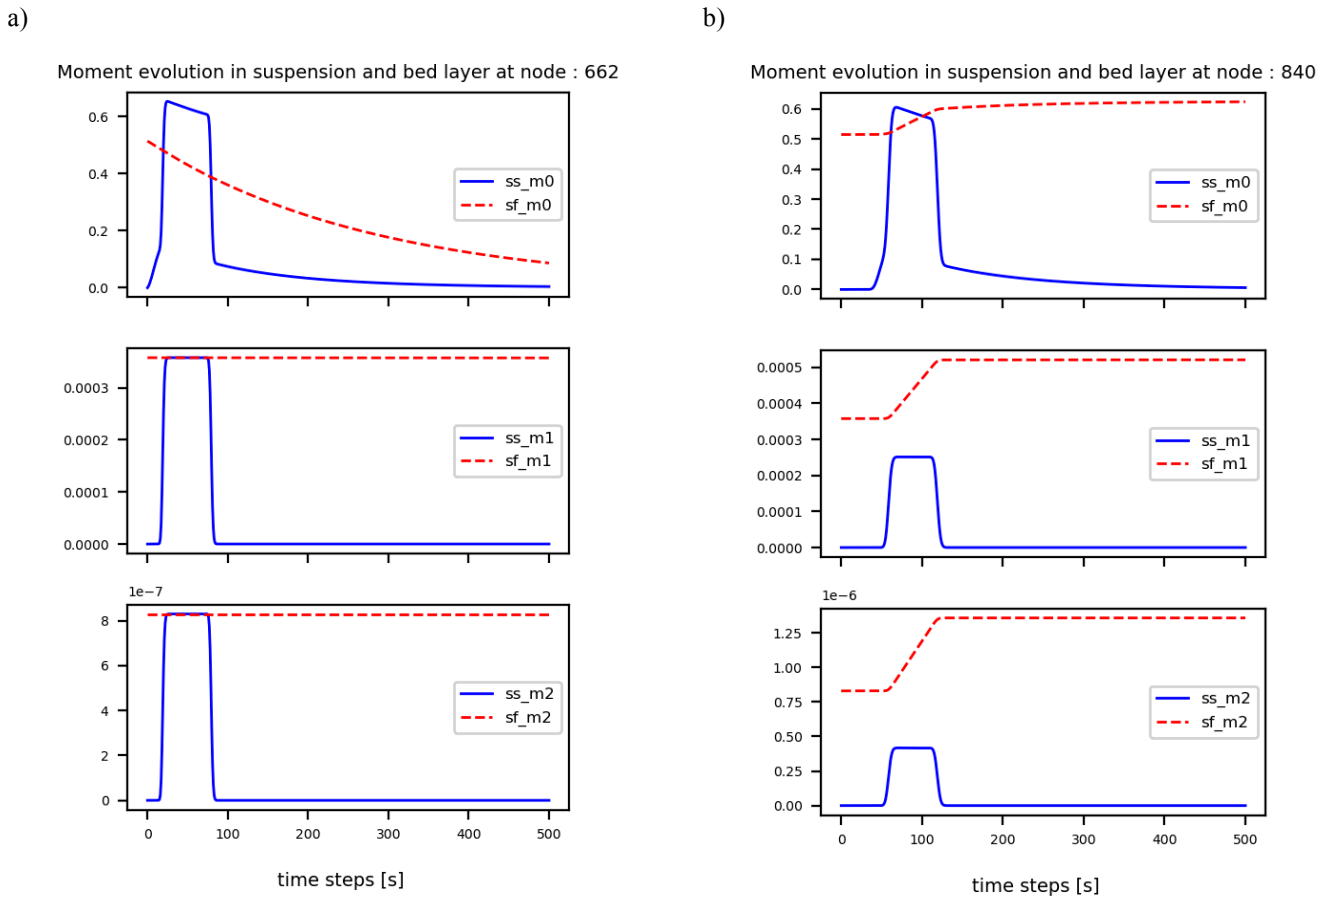 a)
Moment evolution in suspension and bed layer at node : 662
0.6
0.4
0.2
0.0
ss_m0
sf_m0
0.0003
0.0002
0.0001
0.0000
ss_m1
sf_m1
1e−7
8
6
4
2
0
ss_m2
sf_m2
0 100 200 300 400 500
time steps [s]
b)
Moment evolution in suspension and bed layer at node : 840
0.6
0.5
0.4
0.3
0.2
0.1
0.0
ss_m0
sf_m0
0.0005
0.0004
0.0003
0.0002
0.0001
0.0000
ss_m1
sf_m1
1e−6
1.25
1.00
0.75
0.50
0.25
0.00
ss_m2
sf_m2
0 100 200 300 400 500
time steps [s]